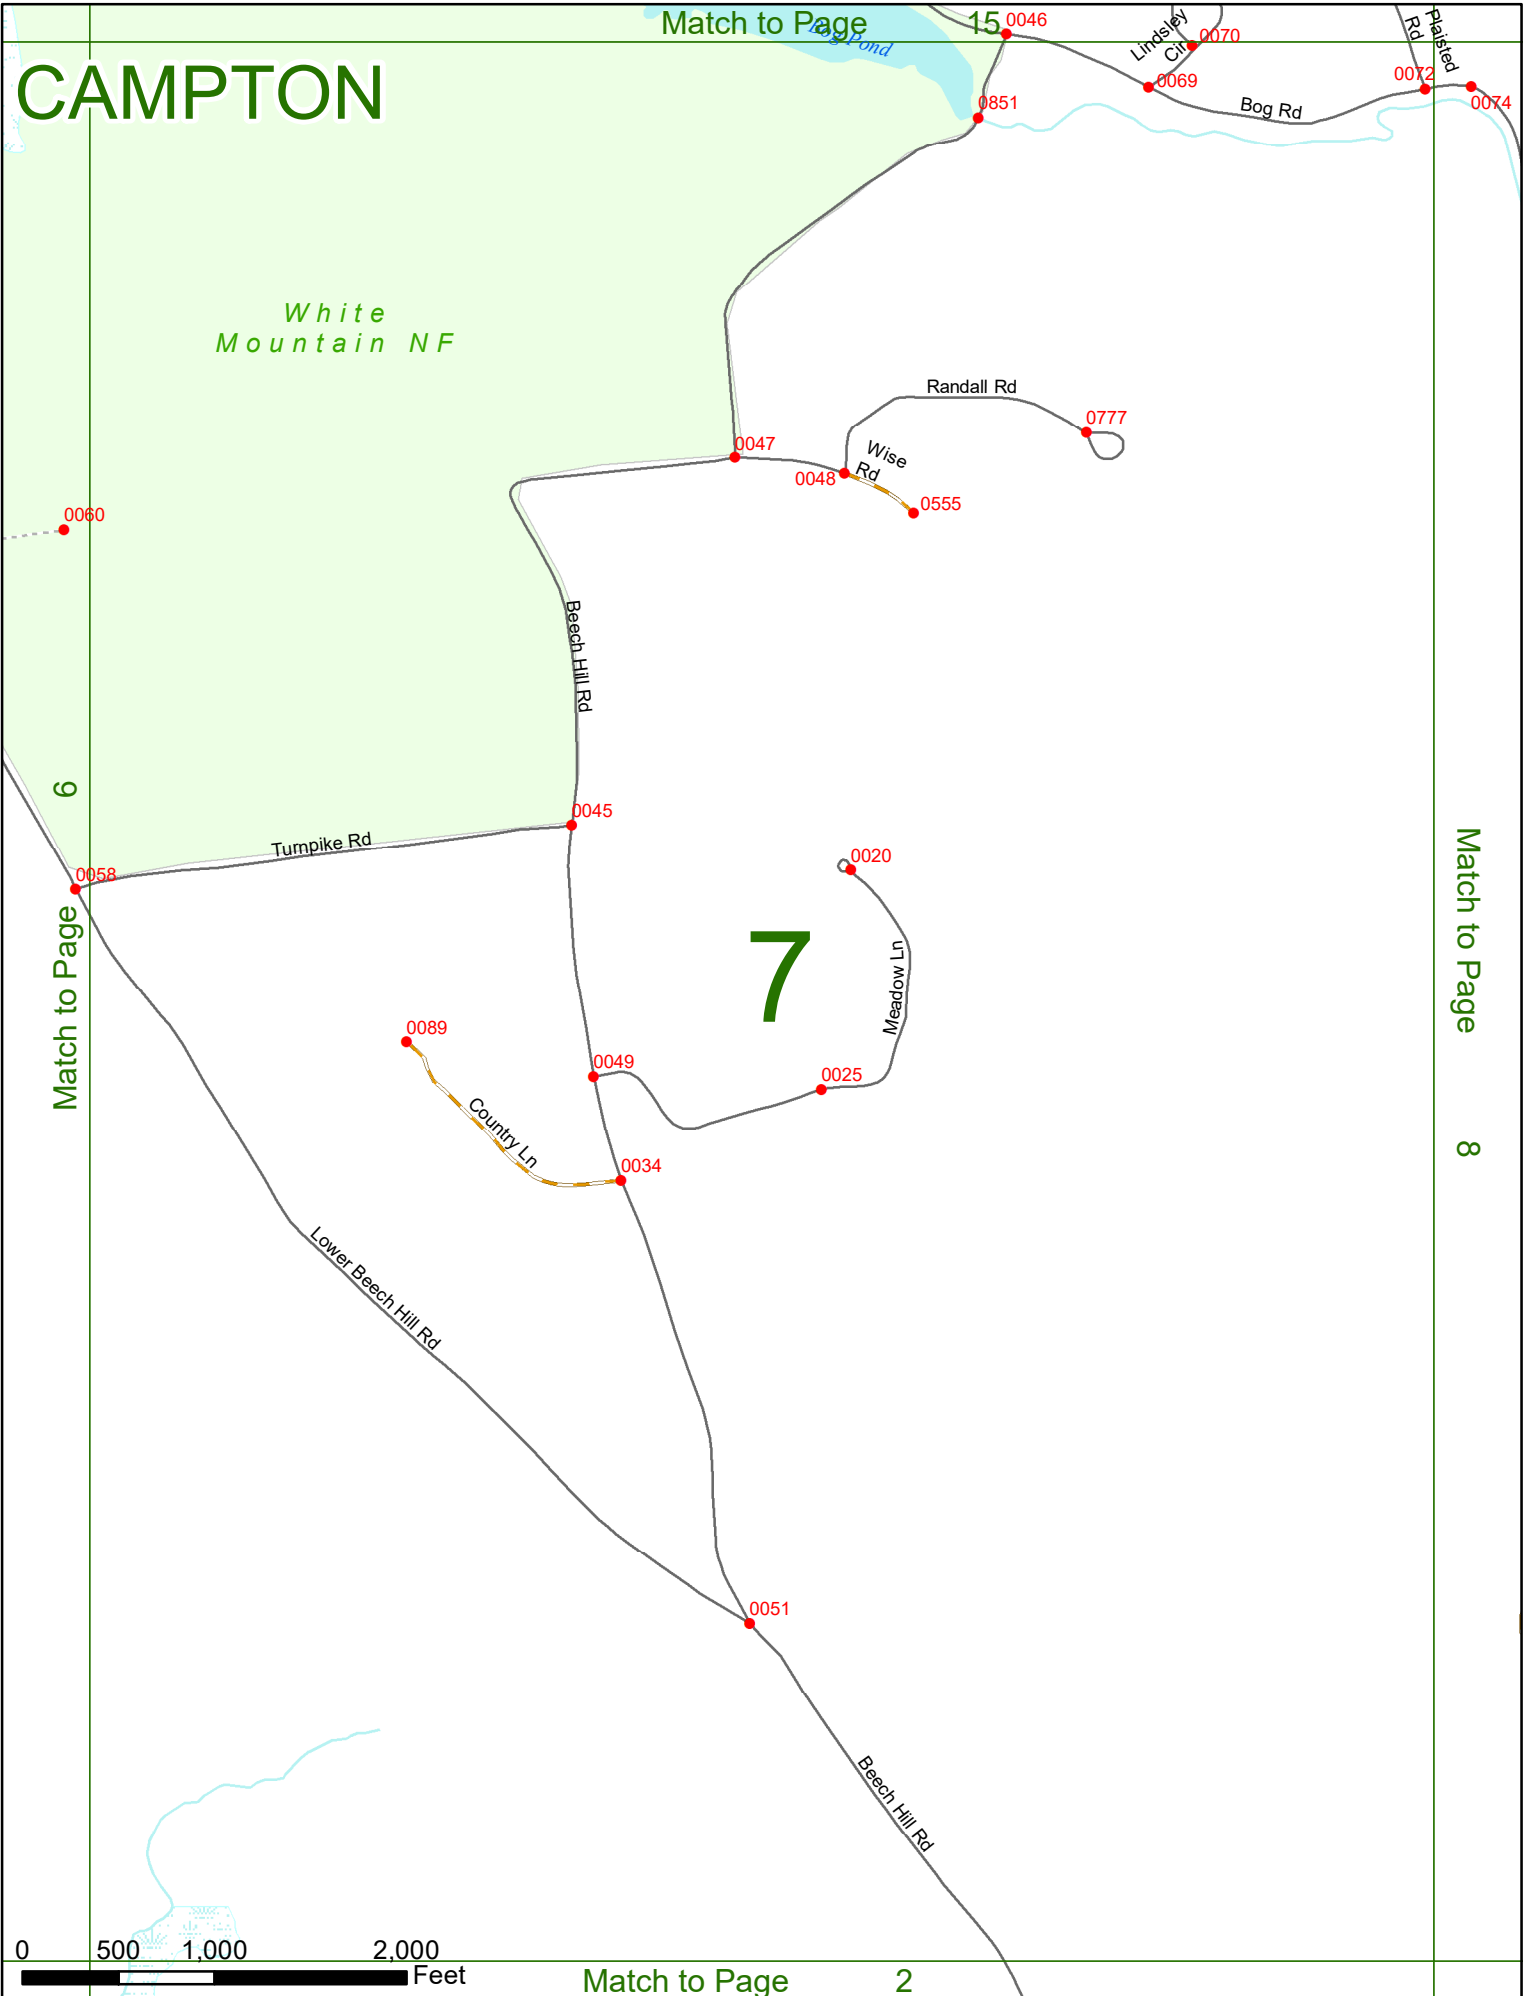 Match to Page 15
Bog Pond
0046
Lindsley
Cir
0070
Plaisted
Rd
CAMPTON
0069
0072
0074
0851
Bog Rd
White
Mountain NF
Randall Rd
0777
0047
Wise
Rd
0048
0555
0060
Beech Hill Rd
6
Match to Page
0045
Turnpike Rd
0058
0020
7
Meadow Ln
Match to Page
8
0089
0049
0025
Country Ln
0034
Lower Beech Hill Rd
0051
Beech Hill Rd
0 500 1,000 2,000
Feet
Match to Page 2